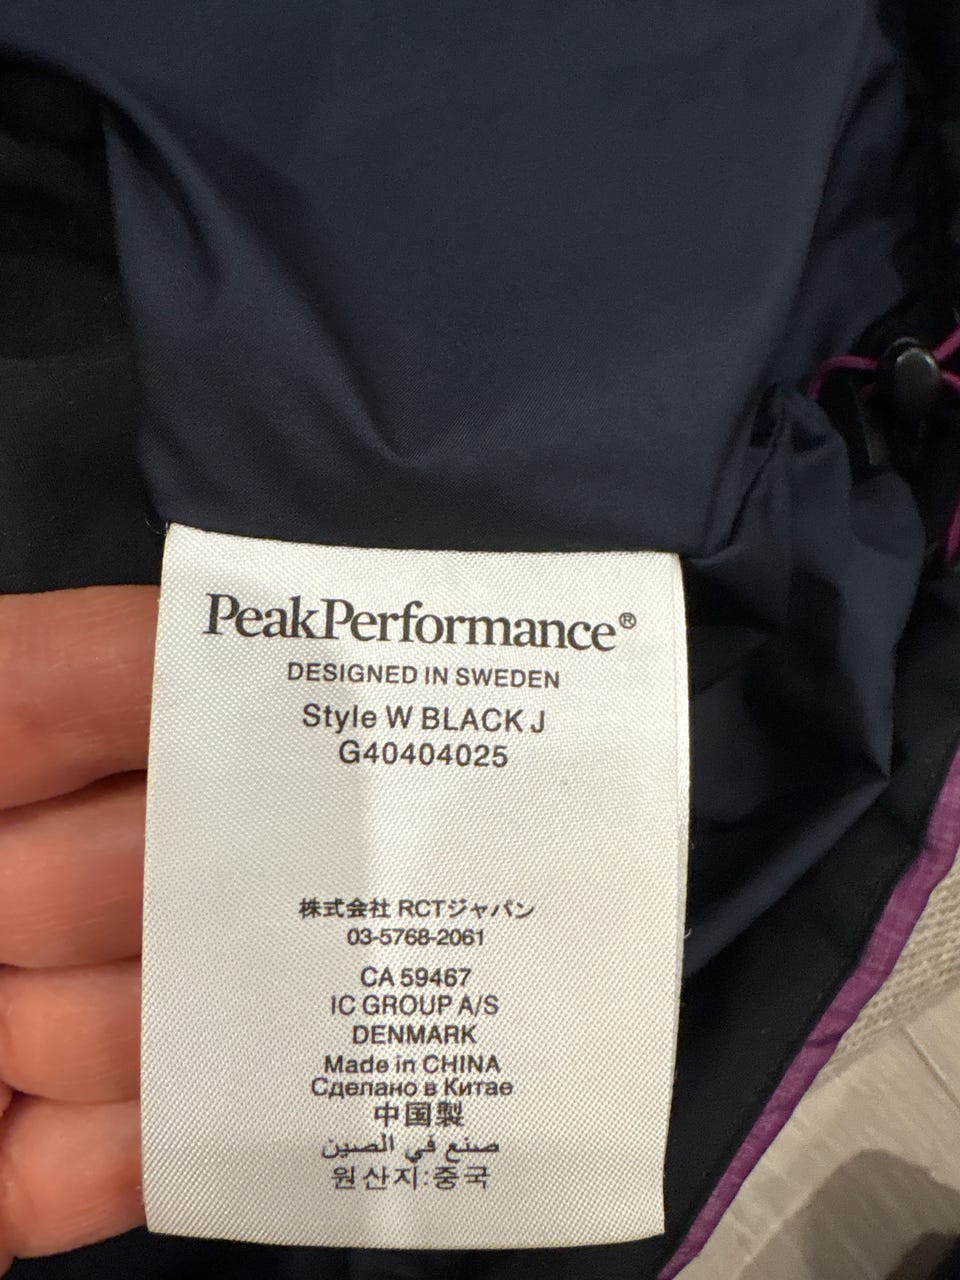 PeakPerformance®
DESIGNED IN SWEDEN
Style W BLACK J
G40404025
株式会社 RCTジャパン
03-5768-2061
CA 59467
IC GROUP A/S
DENMARK
Made in CHINA
Сделано в Китае
中国製
صنع في الصين
원산지:중국